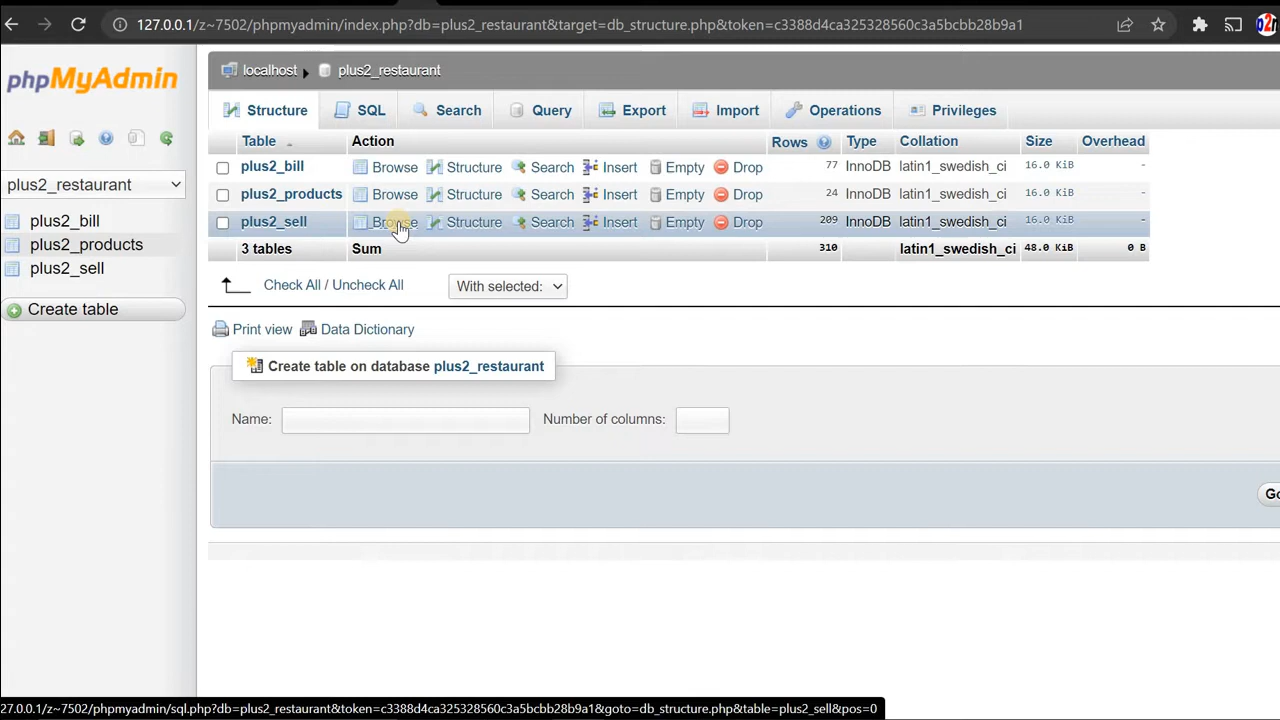 127.0.0.1/z~7502/phpmyadmin/index.php?db=plus2_restaurant&target=db_structure.php&token=c3388d4ca325560c3a5bcbb28b9a1
phpMyAdmin
plus2_restaurant
plus2_bill
plus2_products
plus2_sell
Create table
localhost plus2_restaurant
Structure SQL Search Query Export Import Operations Privileges
Table Action Rows Type Collation Size Overhead
plus2_bill Browse Structure Search Insert Empty Drop 77 InnoDB latin1_swedish_ci 16.0 KiB -
plus2_products Browse Structure Search Insert Empty Drop 24 InnoDB latin1_swedish_ci 16.0 KiB -
plus2_sell Browse Structure Search Insert Empty Drop 209 InnoDB latin1_swedish_ci 16.0 KiB -
3 tables Sum 310 latin1_swedish_ci 48.0 KiB 0 B
Check All / Uncheck All With selected:
Print view Data Dictionary
Create table on database plus2_restaurant
Name: Number of columns:
Go
27.0.0.1/z~7502/phpmyadmin/sql.php?db=plus2_restaurant&token=c3388d4ca325560c3a5bcbb28b9a1&goto=db_structure.php&table=plus2_sell&pos=0